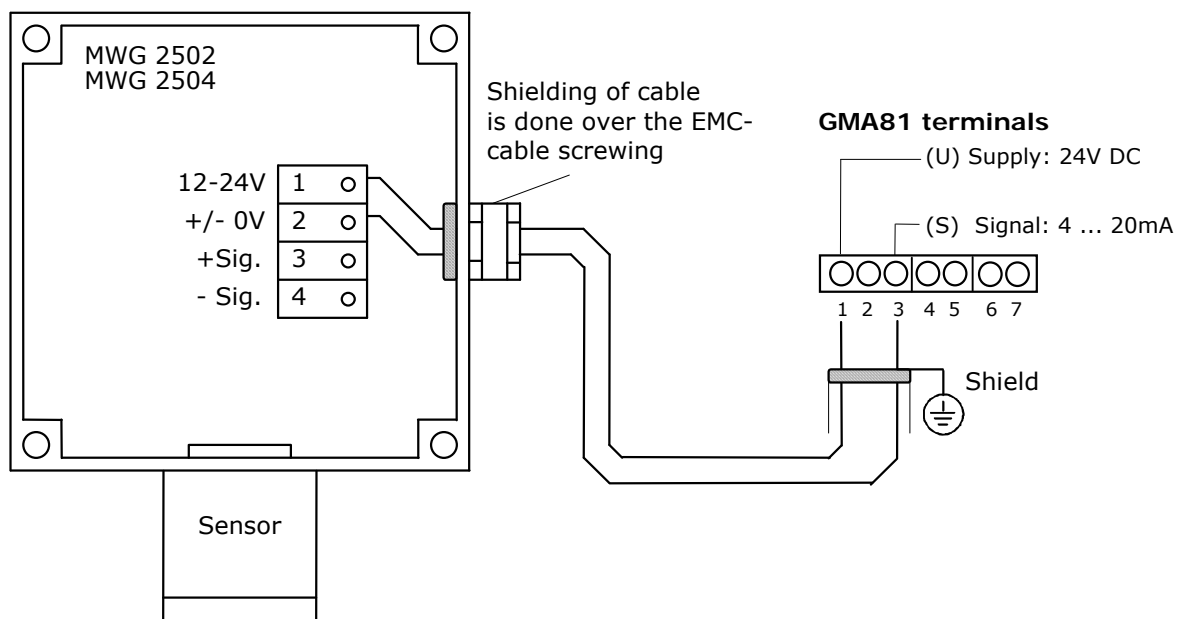 MWG 2502
MWG 2504
12-24V 1
+/- 0V 2
+Sig. 3
- Sig. 4
Sensor
Shielding of cable
is done over the EMC-
cable screwing
GMA81 terminals
(U) Supply: 24V DC
(S) Signal: 4 ... 20mA
1 2 3 4 5 6 7
Shield